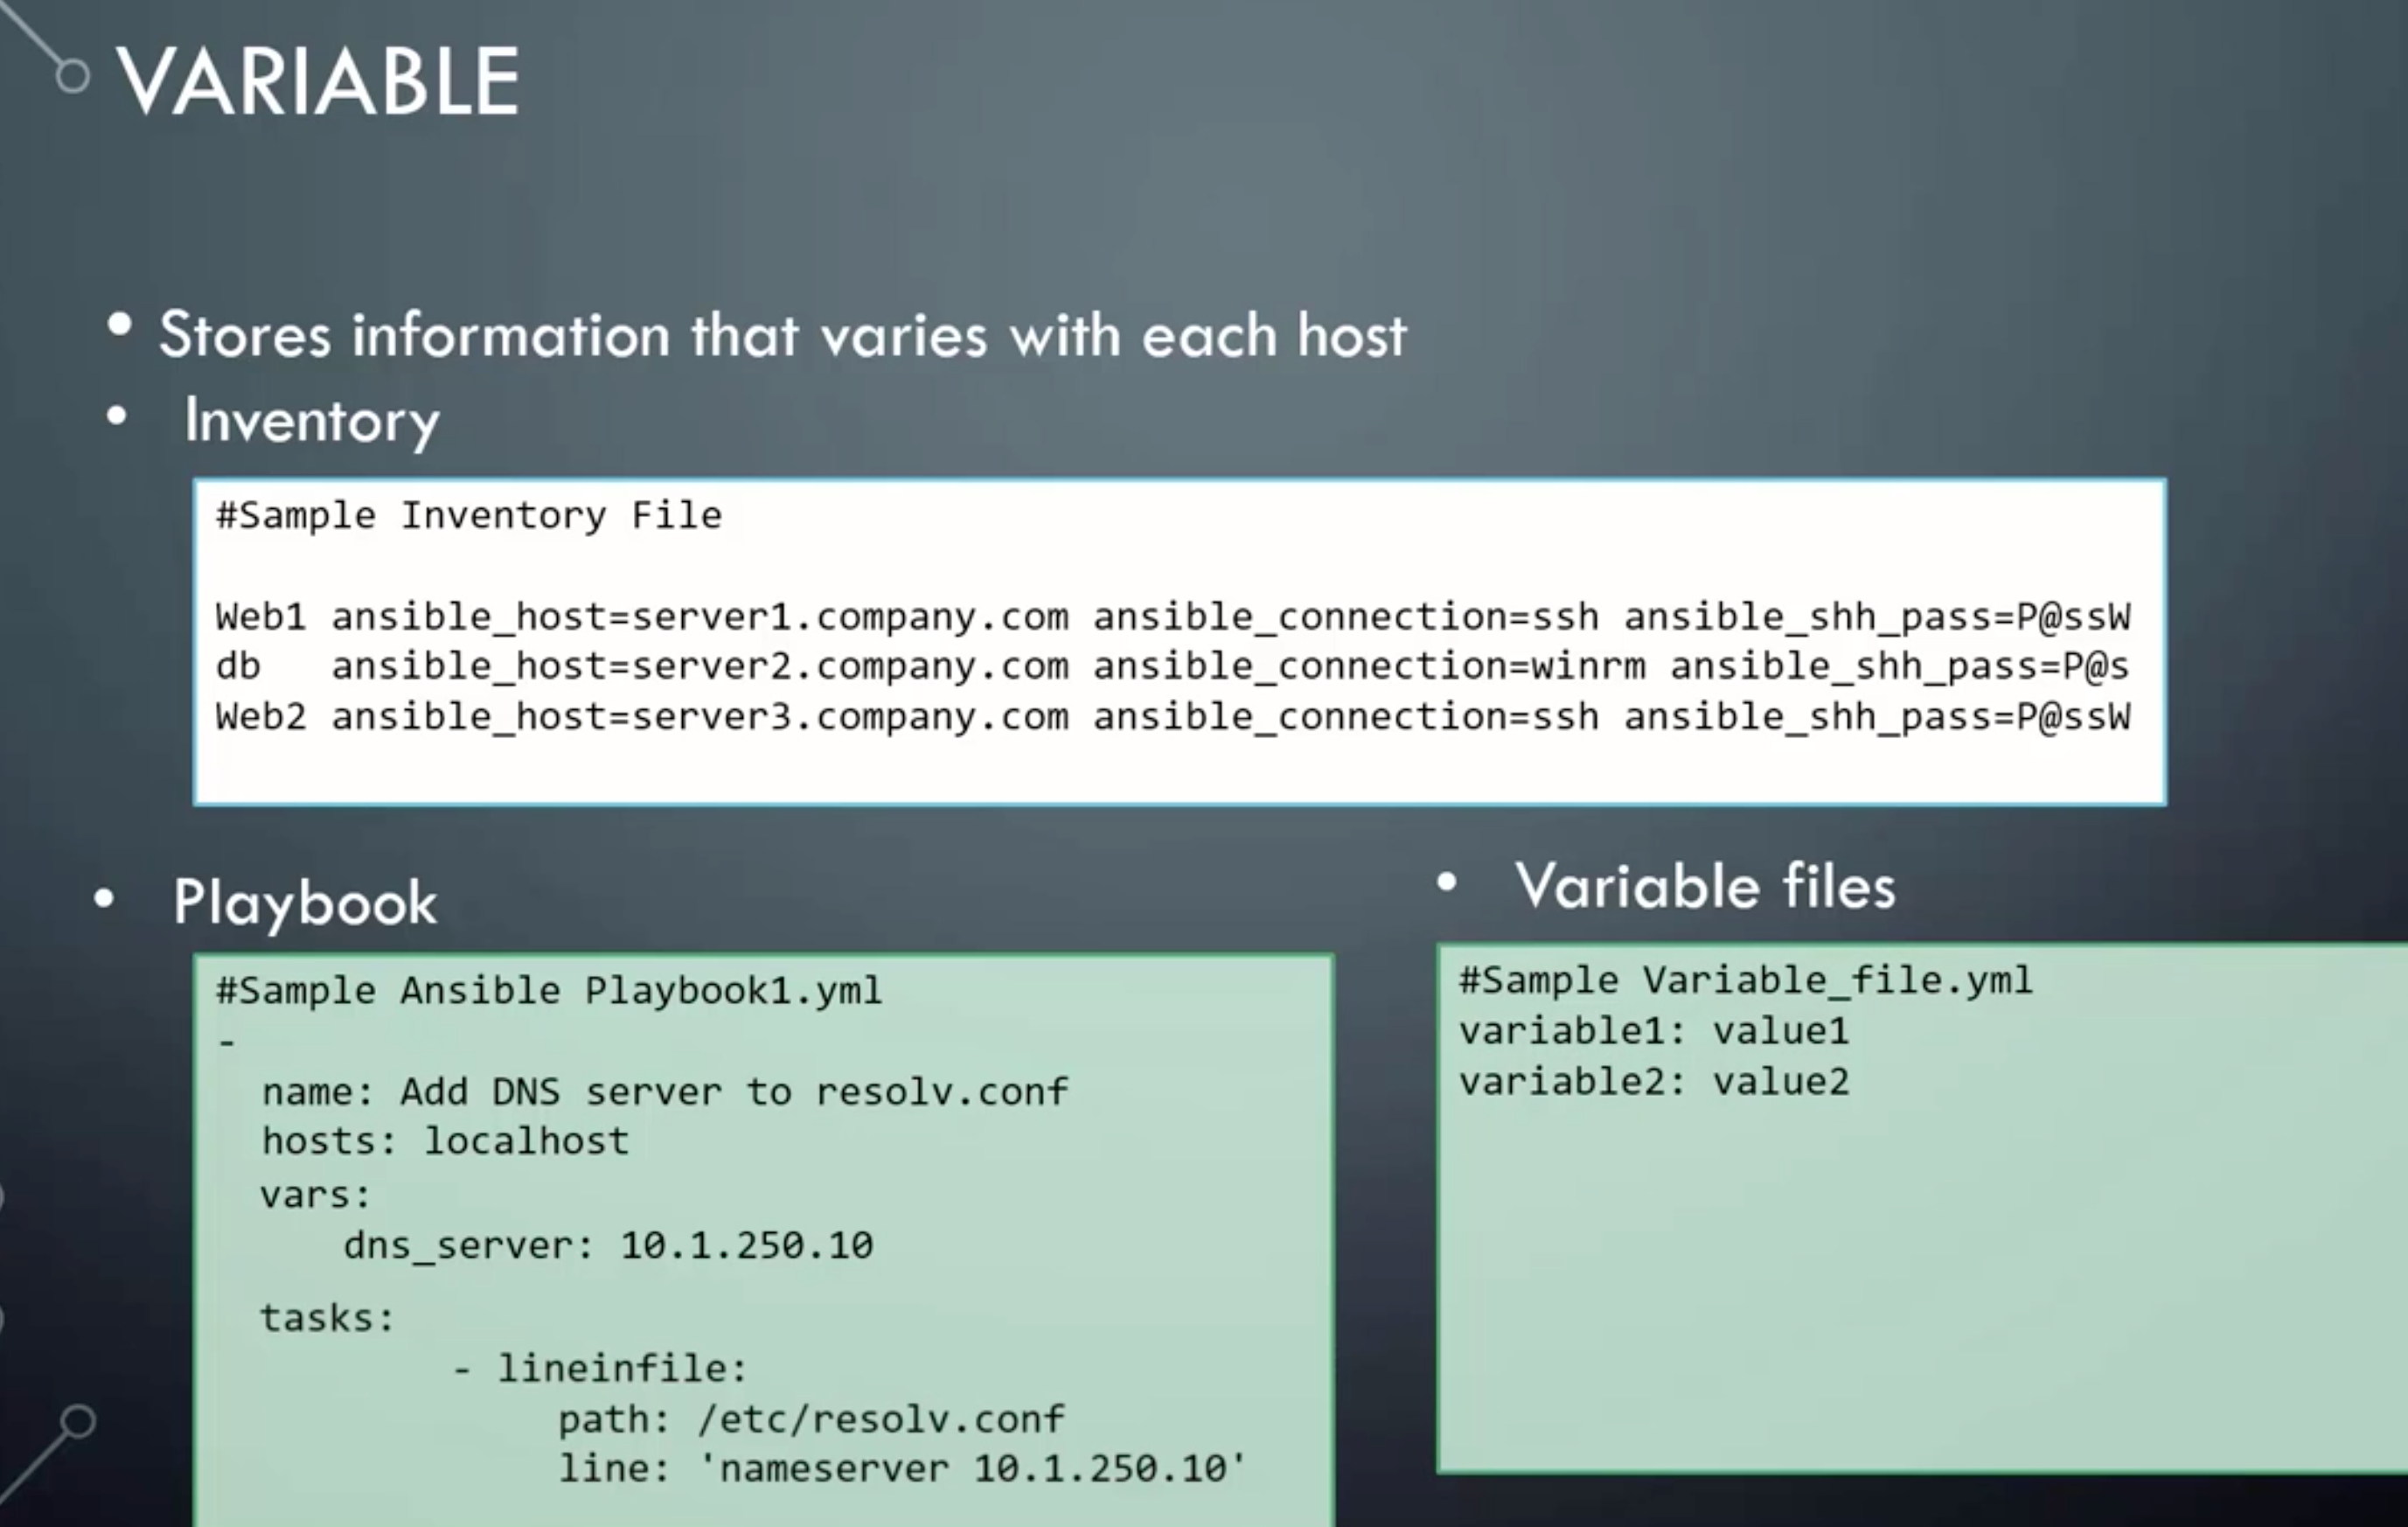 VARIABLE
• Stores information that varies with each host
• Inventory
#Sample Inventory File
Web1 ansible_host=server1.company.com ansible_connection=ssh ansible_shh_pass=P@ssW
db ansible_host=server2.company.com ansible_connection=winrm ansible_shh_pass=P@s
Web2 ansible_host=server3.company.com ansible_connection=ssh ansible_shh_pass=P@ssW
• Playbook
#Sample Ansible Playbook1.yml
-
name: Add DNS server to resolv.conf
hosts: localhost
vars:
dns_server: 10.1.250.10
tasks:
- lineinfile:
path: /etc/resolv.conf
line: 'nameserver 10.1.250.10'
• Variable files
#Sample Variable_file.yml
variable1: value1
variable2: value2